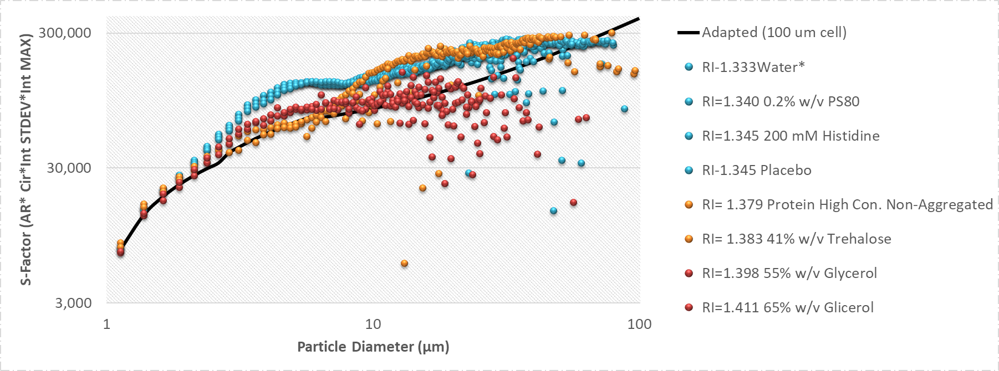 S-Factor (AR* Cir*Int STDEV*Int MAX)
300,000
30,000
3,000
1
10
100
Particle Diameter (µm)
Adapted (100 um cell)
RI-1.333Water*
RI=1.340 0.2% w/v PS80
RI=1.345 200 mM Histidine
RI-1.345 Placebo
RI= 1.379 Protein High Con. Non-Aggregated
RI= 1.383 41% w/v Trehalose
RI=1.398 55% w/v Glycerol
RI=1.411 65% w/v Glicerol